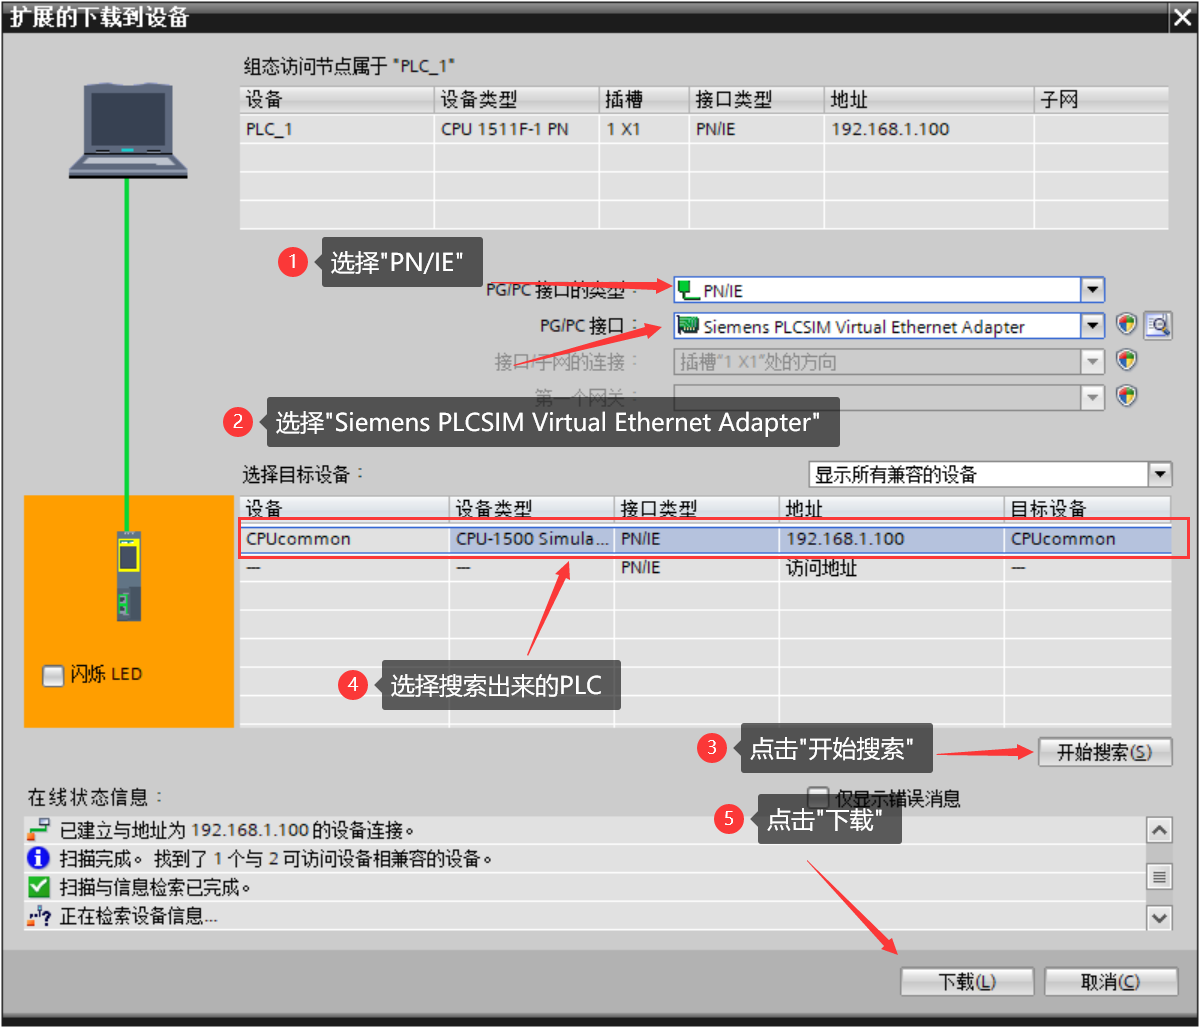 扩展的下载到设备
组态访问节点属于 "PLC_1"
设备 设备类型 插槽 接口类型 地址 子网
PLC_1 CPU 1511F-1 PN 1 X1 PN/IE 192.168.1.100
1 选择"PN/IE"
PG/PC 接口的类型: PN/IE
PG/PC 接口: Siemens PLCSIM Virtual Ethernet Adapter
接口/子网的连接: 插槽"1 X1"处的方向
第一个网关:
2 选择"Siemens PLCSIM Virtual Ethernet Adapter"
选择目标设备: 显示所有兼容的设备
设备 设备类型 接口类型 地址 目标设备
CPUcommon CPU-1500 Simula... PN/IE 192.168.1.100 CPUcommon
— — PN/IE 访问地址 —
闪烁 LED
4 选择搜索出来的PLC
3 点击"开始搜索" 开始搜索(S)
在线状态信息: 仅显示错误消息
5 点击"下载"
已建立与地址为 192.168.1.100 的设备连接。
扫描完成。 找到了 1 个与 2 可访问设备相兼容的设备。
扫描与信息检索已完成。
正在检索设备信息...
下载(L) 取消(C)